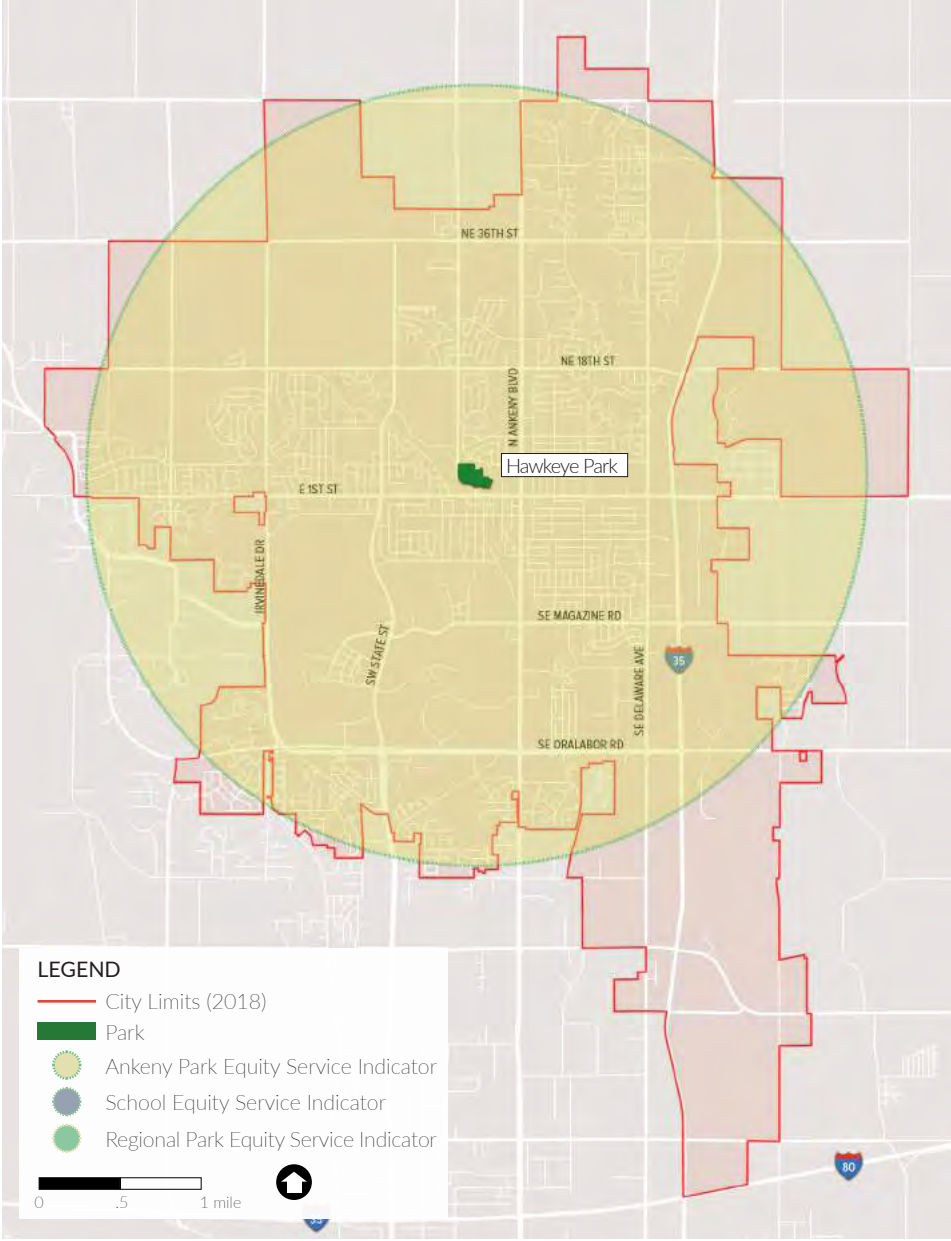 NE 36TH ST
NE 18TH ST
N ANKENY BLVD
Hawkeye Park
E 1ST ST
IRVINEDALE DR
SE MAGAZINE RD
SW STATE ST
35
SE DELAWARE AVE
SE ORALABOR RD
LEGEND
City Limits (2018)
Park
Ankeny Park Equity Service Indicator
School Equity Service Indicator
Regional Park Equity Service Indicator
0 .5 1 mile
80
35